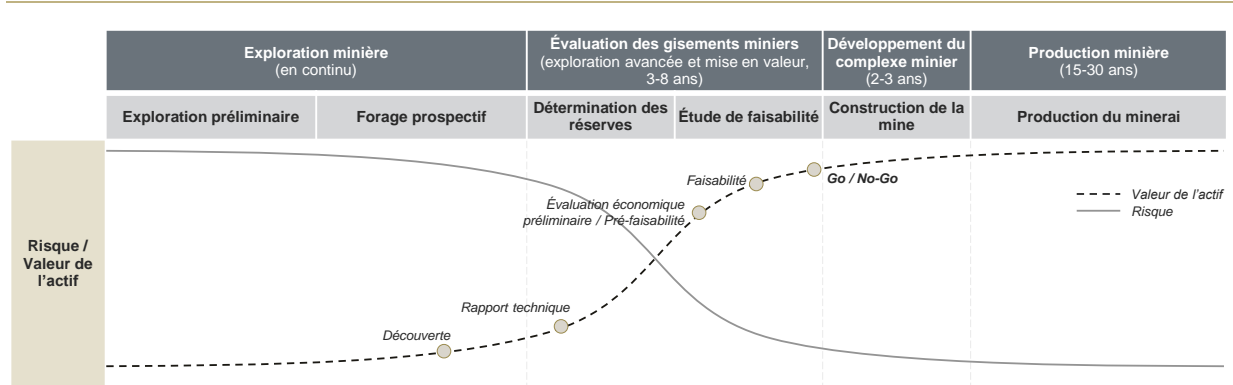 Exploration minière
(en continu)
Évaluation des gisements miniers
(exploration avancée et mise en valeur,
3-8 ans)
Développement du
complexe minier
(2-3 ans)
Production minière
(15-30 ans)
Exploration préliminaire
Forage prospectif
Détermination des
réserves
Étude de faisabilité
Construction de la
mine
Production du minerai
Risque /
Valeur de
l'actif
Découverte
Rapport technique
Évaluation économique
préliminaire / Pré-faisabilité
Faisabilité
Go / No-Go
Valeur de l'actif
Risque